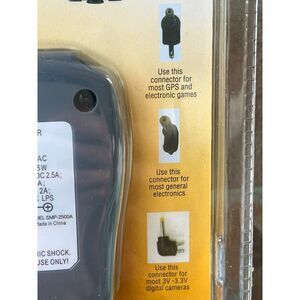 Use this
connector for
most GPS and
electronic games
Use this
connector for
most general
electronics
Use this
connector for
most 3V -3.3V
digital cameras
R
AC
5 W
DC 2.5A;
A;
2A;
LPS
DEL SMP-2500A
Made in China
RIC SHOCK.
USE ONLY!